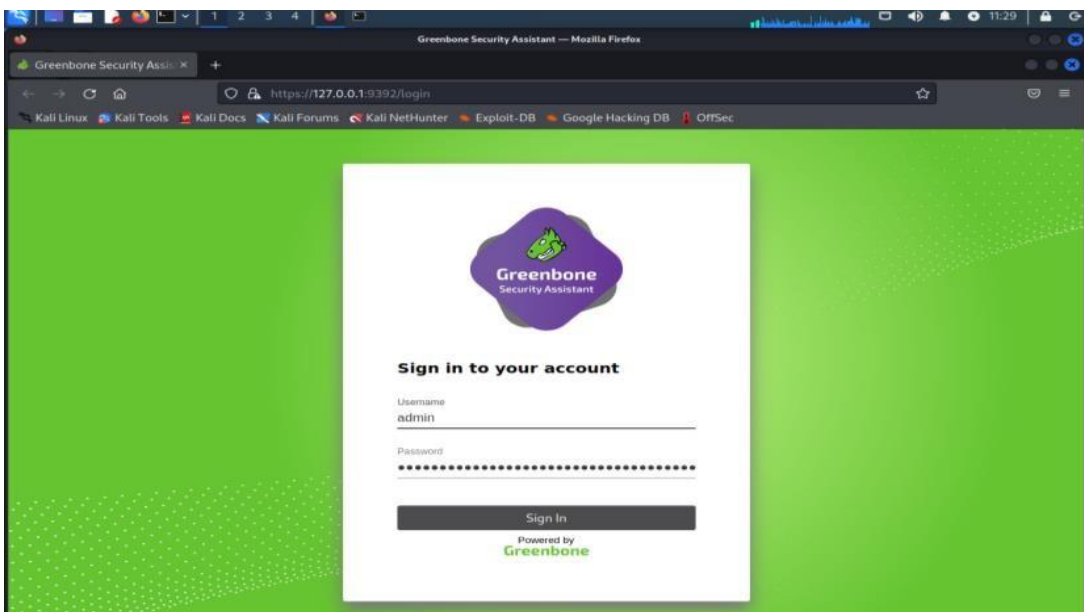 1 2 3 4 11:29
Greenbone Security Assistant — Mozilla Firefox
Greenbone Security Assis
https://127.0.0.1:9392/login
Kali Linux Kali Tools Kali Docs Kali Forums Kali NetHunter Exploit-DB Google Hacking DB OffSec
Greenbone
Security Assistant
Sign in to your account
Username
admin
Password
Sign In
Powered by
Greenbone